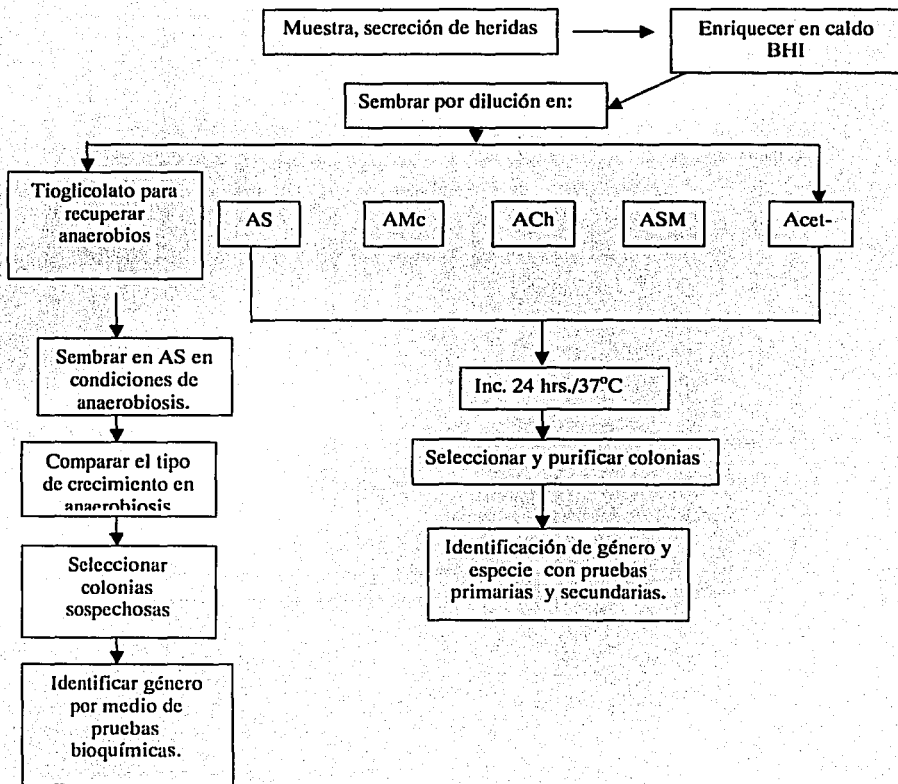 Muestra, secreción de heridas
Enriquecer en caldo
BHI
Sembrar por dilución en:
Tioglicolato para
recuperar
anaerobios
AS
AMc
ACh
ASM
Acet-
Sembrar en AS en
condiciones de
anaerobiosis.
Comparar el tipo
de crecimiento en
anaerobiosis
Seleccionar
colonias
sospechosas
Identificar género
por medio de
pruebas
bioquímicas.
Inc. 24 hrs./37°C
Seleccionar y purificar colonias
Identificación de género y
especie con pruebas
primarias y secundarias.